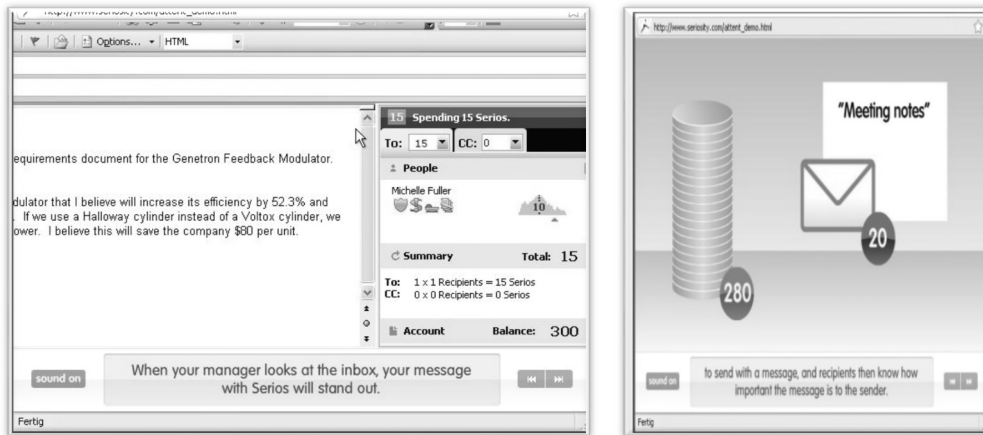 http://www.seriosity.com/attent_demo.html
Options... HTML
15 Spending 15 Serios.
To: 15 CC: 0
equirements document for the Genetron Feedback Modulator.
People
Michelle Fuller
10
dulator that I believe will increase its efficiency by 52.3% and
. If we use a Halloway cylinder instead of a Voltox cylinder, we
ower. I believe this will save the company $80 per unit.
Summary Total: 15
To: 1 x 1 Recipients = 15 Serios
CC: 0 x 0 Recipients = 0 Serios
Account Balance: 300
sound on
When your manager looks at the inbox, your message
with Serios will stand out.
Fertig
http://www.seriosity.com/attent_demo.html
"Meeting notes"
20
280
sound on
to send with a message, and recipients then know how
important the message is to the sender.
Fertig